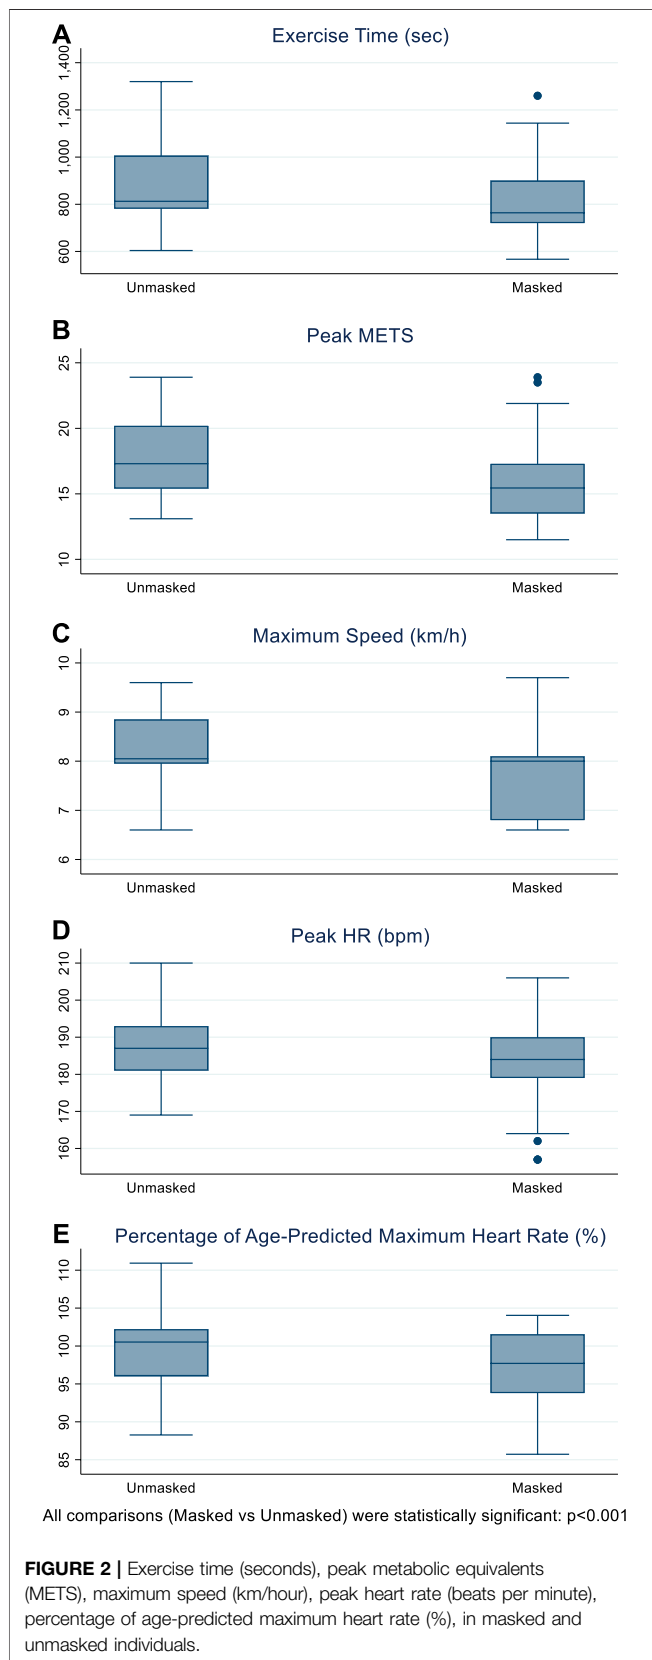 A
Exercise Time (sec)
1,400
1,200
1,000
800
600
Unmasked
Masked
B
Peak METS
25
20
15
10
Unmasked
Masked
C
Maximum Speed (km/h)
10
9
8
7
6
Unmasked
Masked
D
Peak HR (bpm)
210
200
190
180
170
160
Unmasked
Masked
E
Percentage of Age-Predicted Maximum Heart Rate (%)
110
105
100
95
90
85
Unmasked
Masked
All comparisons (Masked vs Unmasked) were statistically significant: p<0.001
FIGURE 2 | Exercise time (seconds), peak metabolic equivalents
(METS), maximum speed (km/hour), peak heart rate (beats per minute),
percentage of age-predicted maximum heart rate (%), in masked and
unmasked individuals.